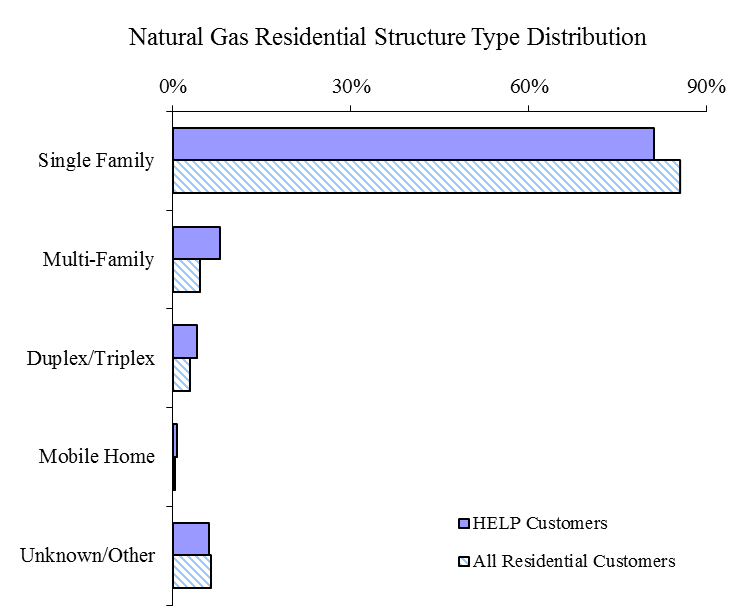 Natural Gas Residential Structure Type Distribution
0% 30% 60% 90%
Single Family
Multi-Family
Duplex/Triplex
Mobile Home
Unknown/Other
HELP Customers
All Residential Customers